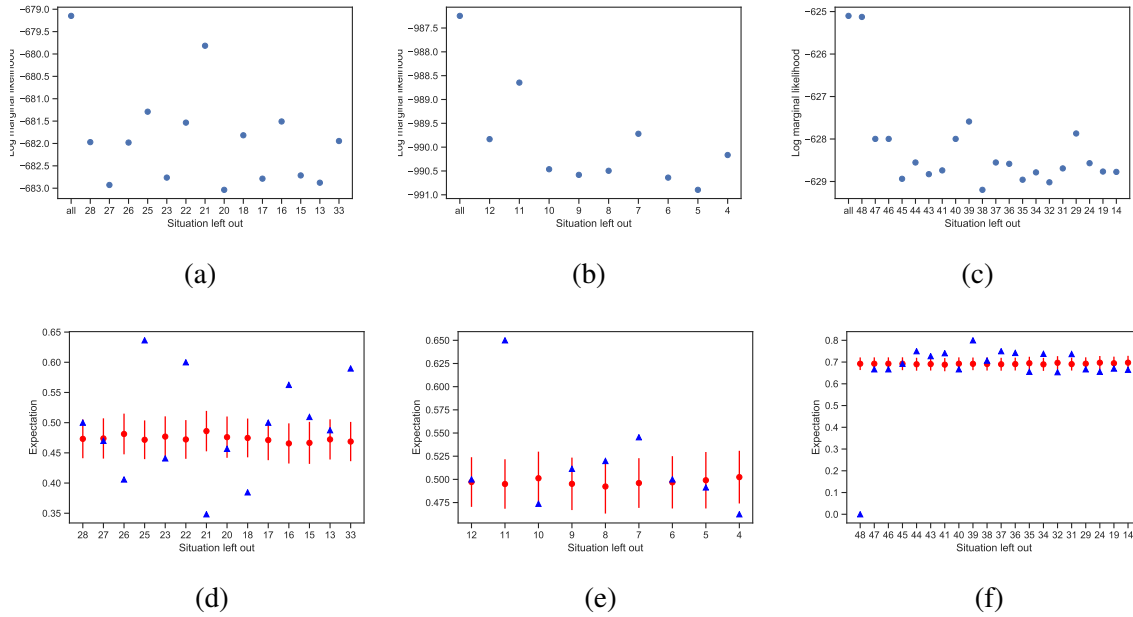 −679.0
−680.0
−680.5
−681.0
−682.0
−682.5
−683.0
marginal likelihood
all 28 27 26 25 23 22 21 20 18 17 16 15 13 33
Situation left out
(a)
−987.5
−988.0
−988.5
−989.0
−990.0
−990.5
−991.0
marginal likelihood
all 12 11 10 9 8 7 6 5 4
Situation left out
(b)
−625
−626
−627
−628
−629
Log marginal likelihood
all 48 47 46 45 44 43 41 40 39 38 37 36 35 34 32 31 29 24 19 14
Situation left out
(c)
0.65
0.60
0.55
0.50
0.45
0.40
0.35
Expectation
28 27 26 25 23 22 21 20 18 17 16 15 13 33
Situation left out
(d)
0.650
0.625
0.600
0.575
0.550
0.525
0.500
0.475
Expectation
12 11 10 9 8 7 6 5 4
Situation left out
(e)
0.8
0.7
0.6
0.5
0.4
0.3
0.2
0.1
0.0
Expectation
48 47 46 45 44 43 41 40 39 38 37 36 35 34 32 31 29 24 19 14
Situation left out
(f)